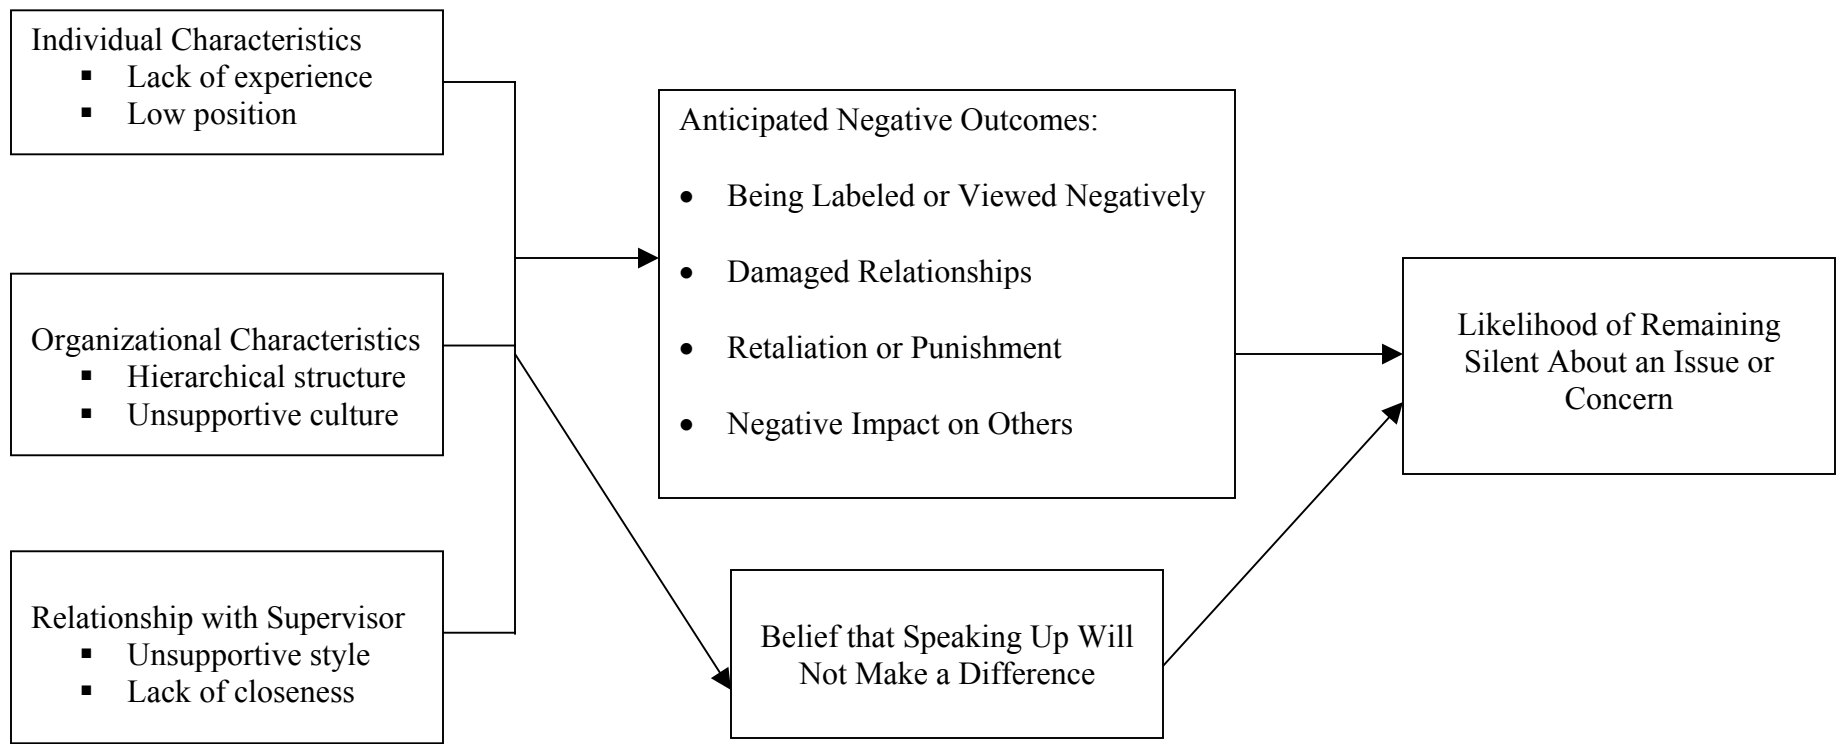 Individual Characteristics
▪ Lack of experience
▪ Low position
Organizational Characteristics
▪ Hierarchical structure
▪ Unsupportive culture
Relationship with Supervisor
▪ Unsupportive style
▪ Lack of closeness
Anticipated Negative Outcomes:
• Being Labeled or Viewed Negatively
• Damaged Relationships
• Retaliation or Punishment
• Negative Impact on Others
Belief that Speaking Up Will
Not Make a Difference
Likelihood of Remaining
Silent About an Issue or
Concern